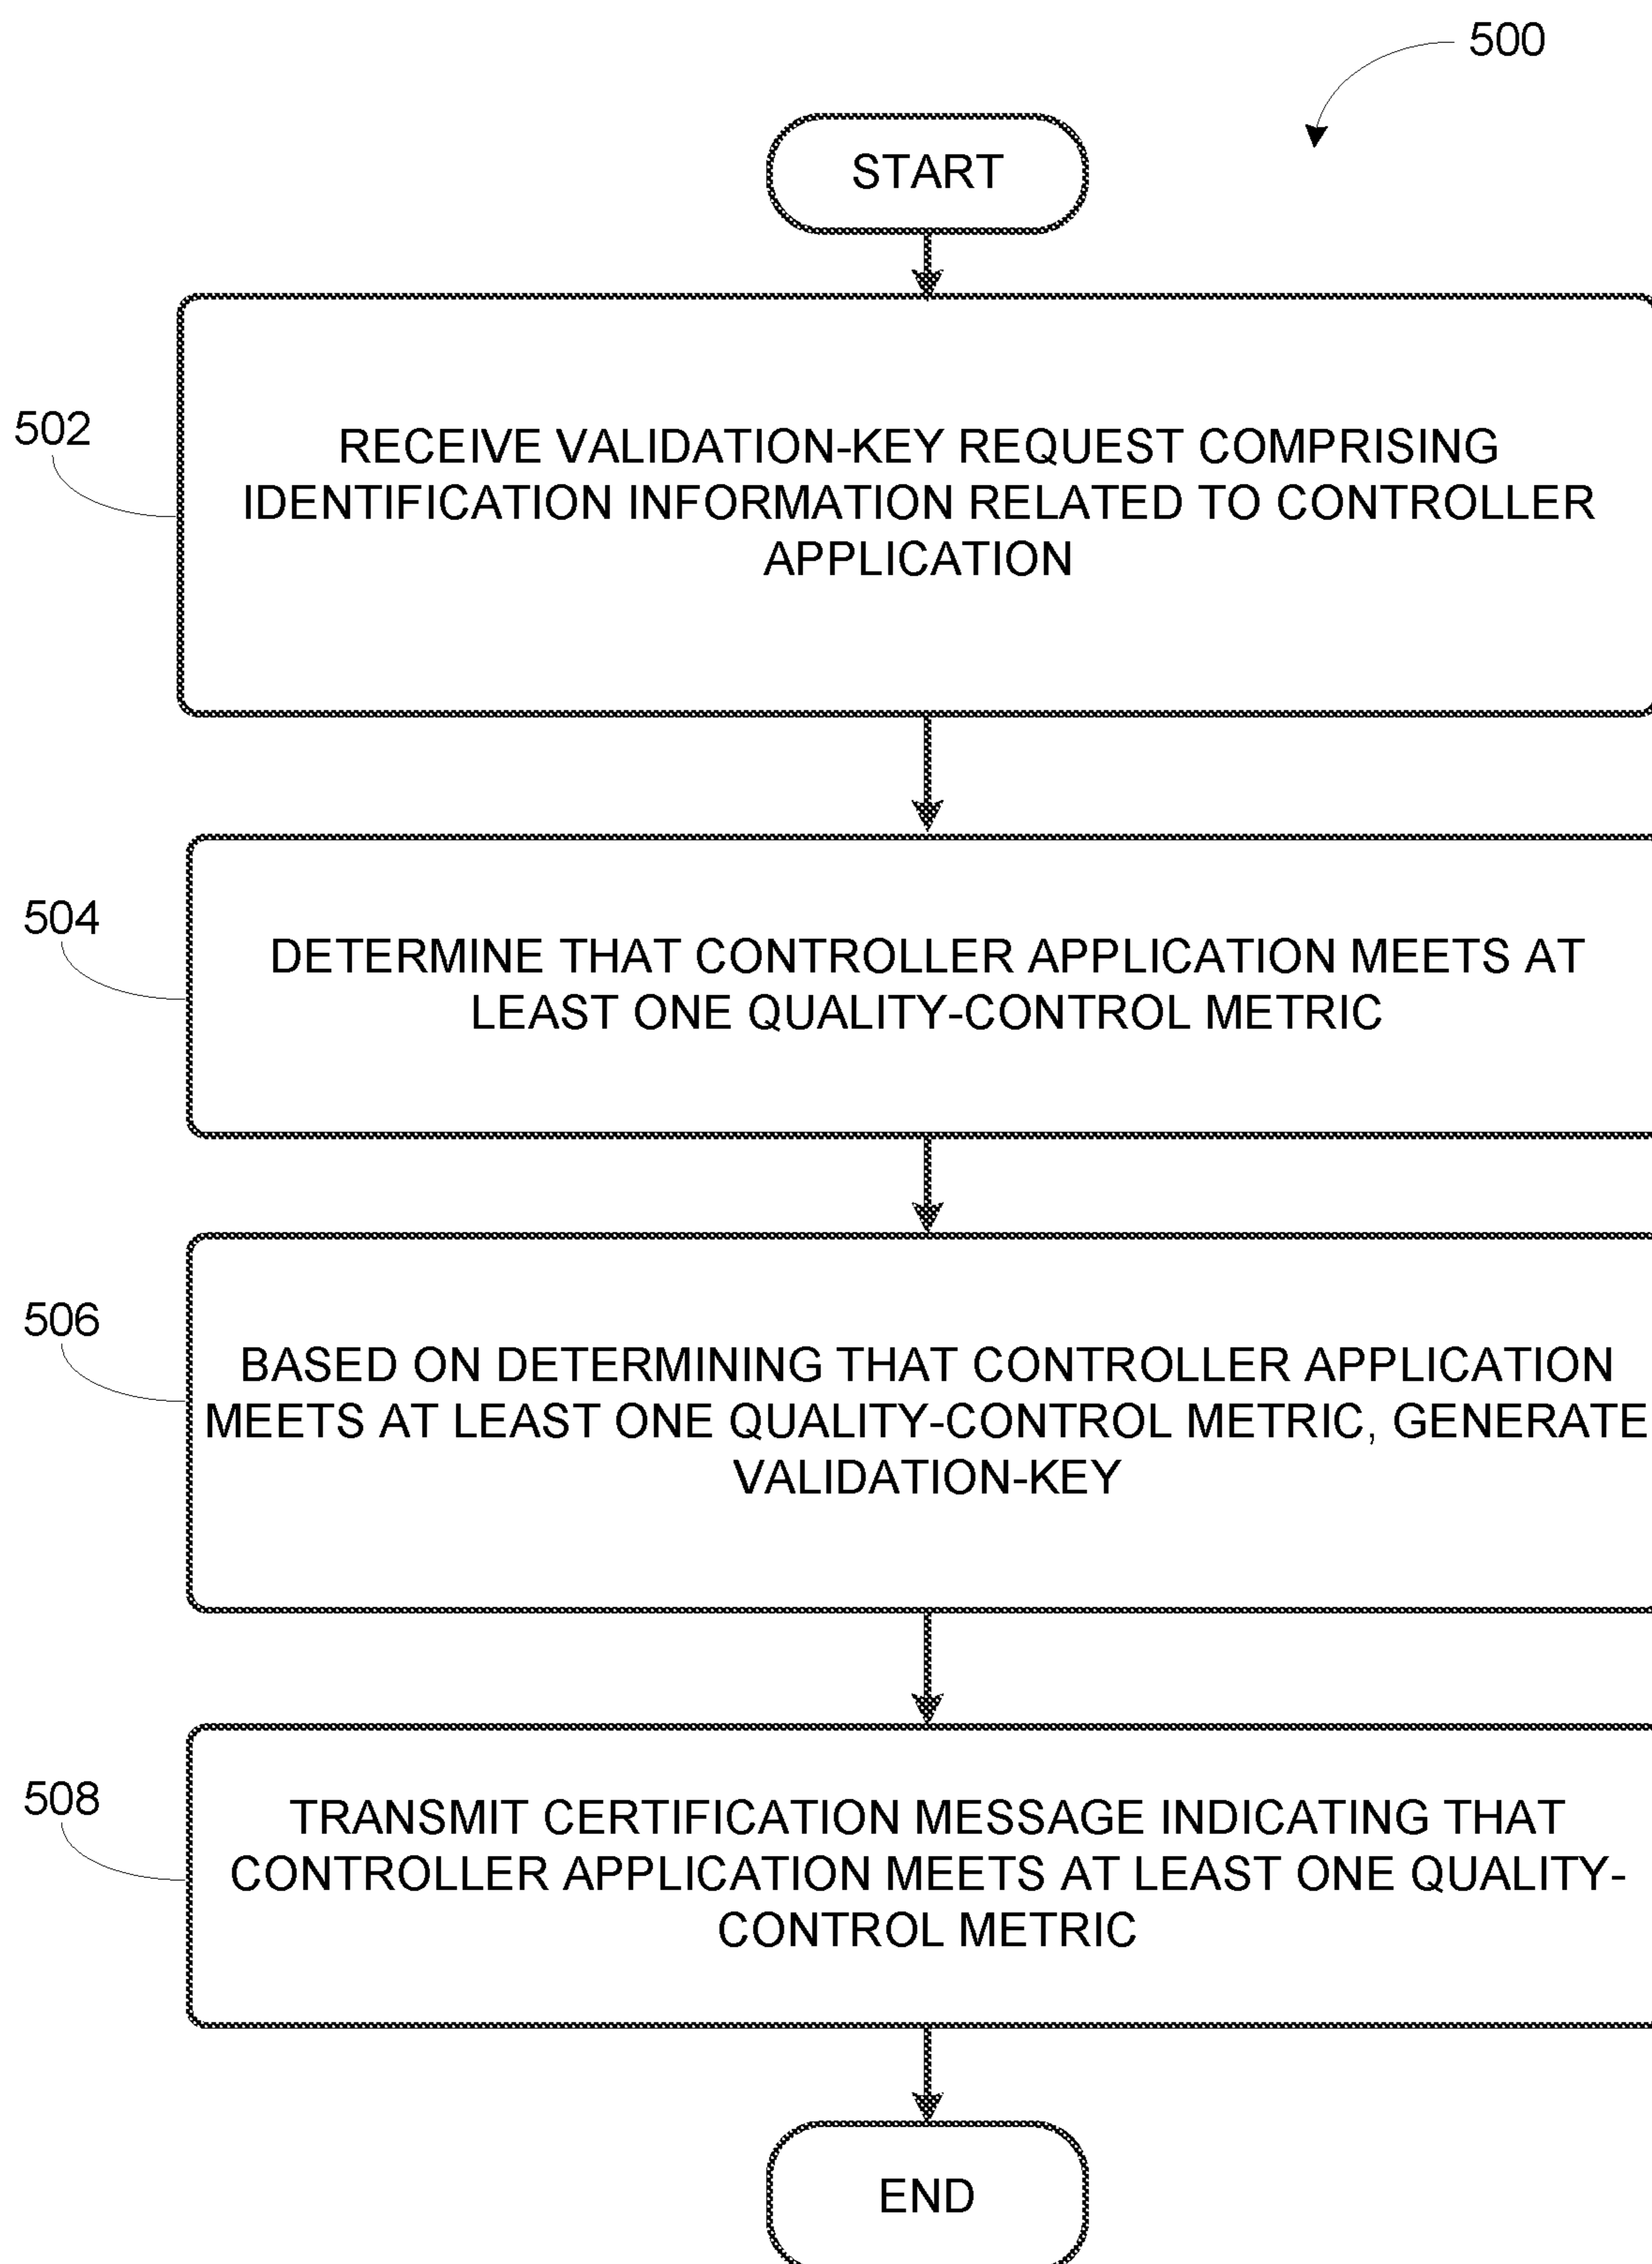 500
START
502
RECEIVE VALIDATION-KEY REQUEST COMPRISING
IDENTIFICATION INFORMATION RELATED TO CONTROLLER
APPLICATION
504
DETERMINE THAT CONTROLLER APPLICATION MEETS AT
LEAST ONE QUALITY-CONTROL METRIC
506
BASED ON DETERMINING THAT CONTROLLER APPLICATION
MEETS AT LEAST ONE QUALITY-CONTROL METRIC, GENERATE
VALIDATION-KEY
508
TRANSMIT CERTIFICATION MESSAGE INDICATING THAT
CONTROLLER APPLICATION MEETS AT LEAST ONE QUALITY-
CONTROL METRIC
END